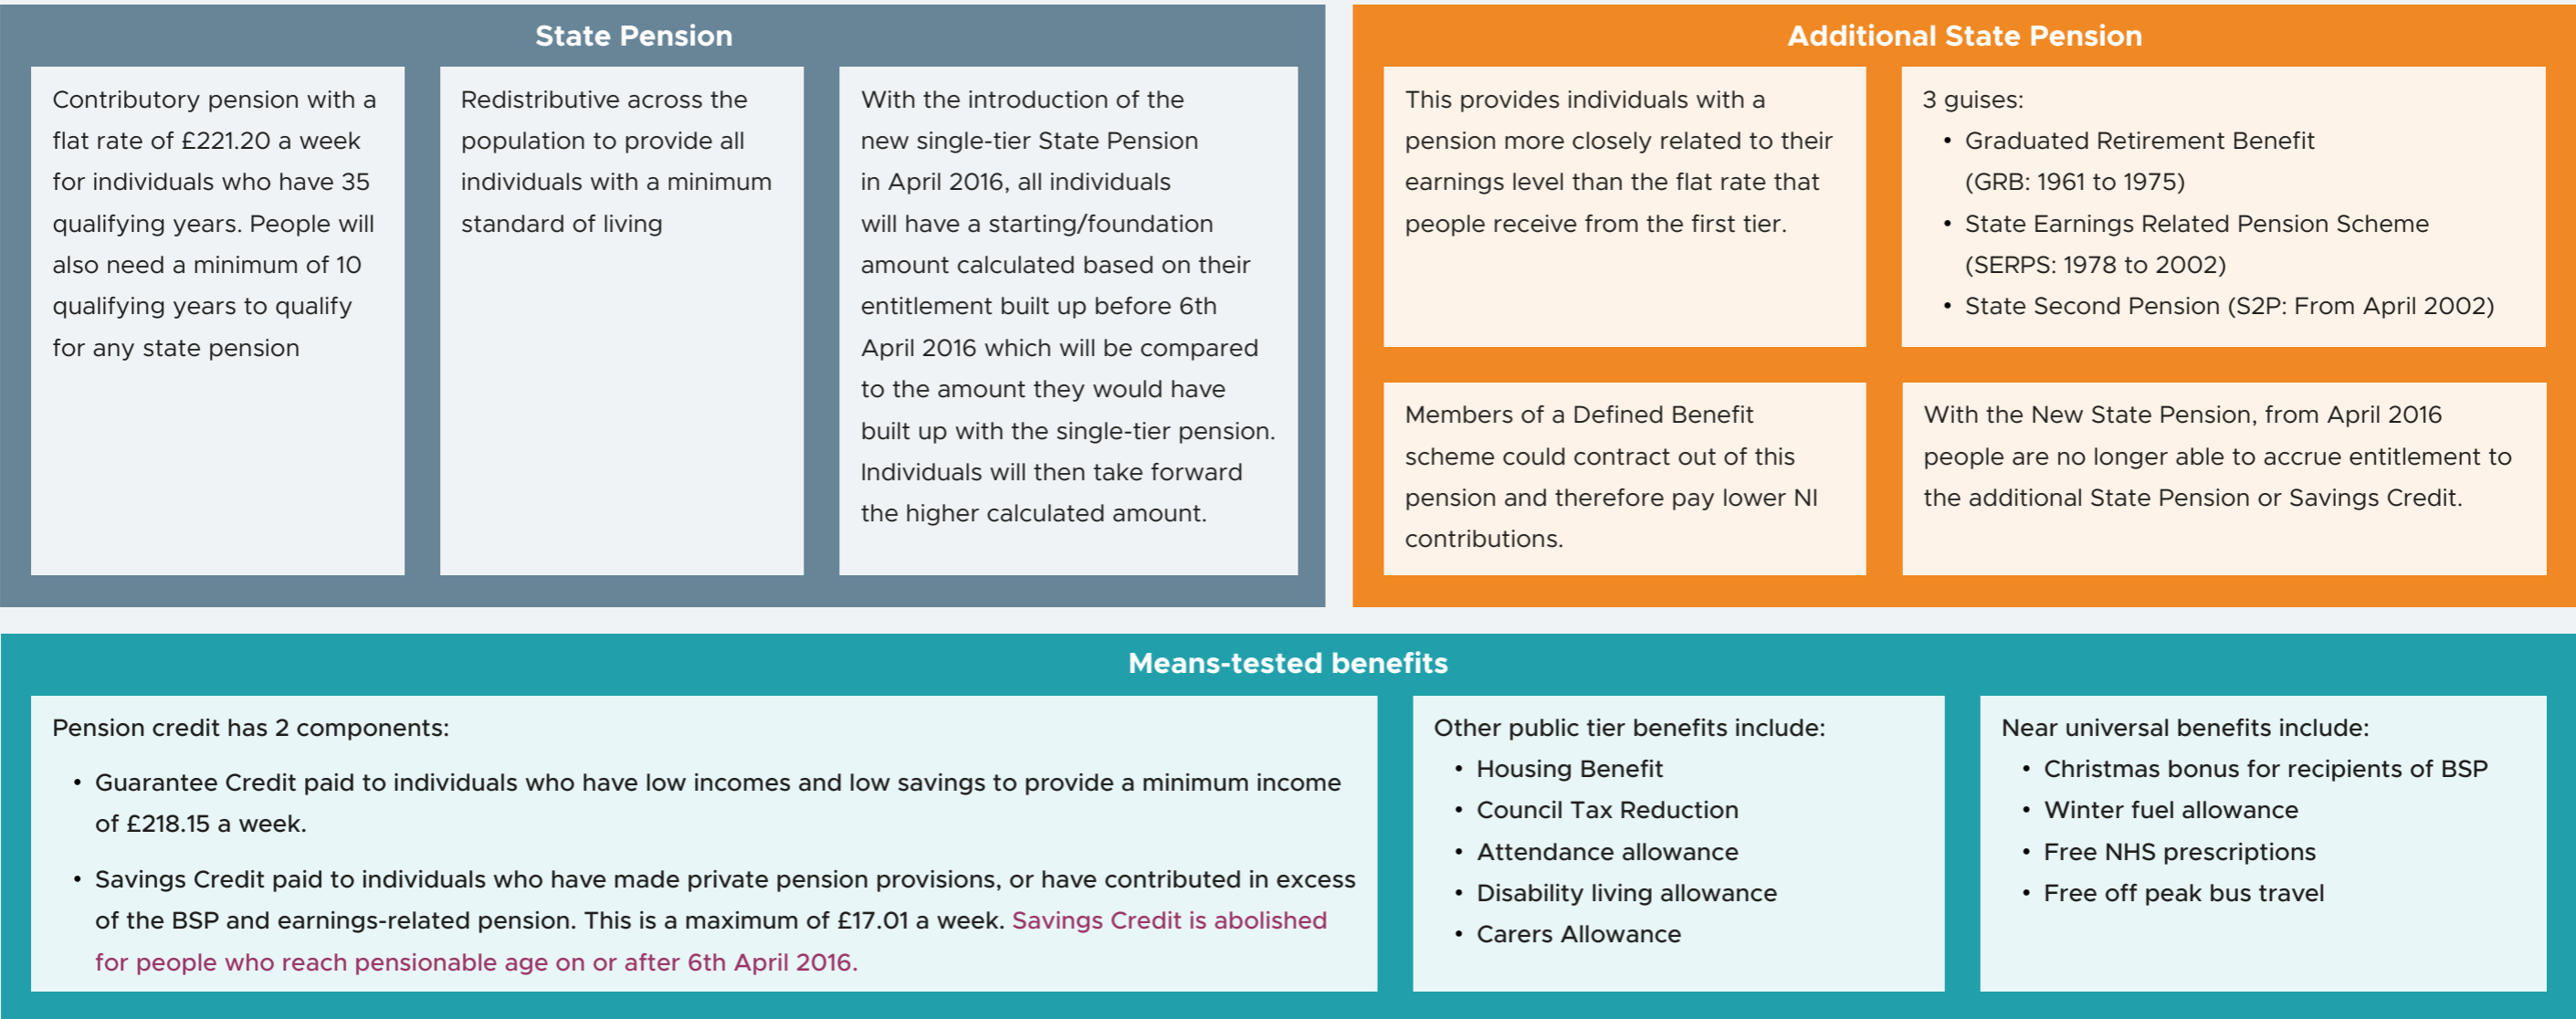 State Pension
Contributory pension with a
flat rate of £221.20 a week
for individuals who have 35
qualifying years. People will
also need a minimum of 10
qualifying years to qualify
for any state pension
Redistributive across the
population to provide all
individuals with a minimum
standard of living
With the introduction of the
new single-tier State Pension
in April 2016, all individuals
will have a starting/foundation
amount calculated based on their
entitlement built up before 6th
April 2016 which will be compared
to the amount they would have
built up with the single-tier pension.
Individuals will then take forward
the higher calculated amount.
Additional State Pension
This provides individuals with a
pension more closely related to their
earnings level than the flat rate that
people receive from the first tier.
3 guises:
• Graduated Retirement Benefit
(GRB: 1961 to 1975)
• State Earnings Related Pension Scheme
(SERPS: 1978 to 2002)
• State Second Pension (S2P: From April 2002)
Members of a Defined Benefit
scheme could contract out of this
pension and therefore pay lower NI
contributions.
With the New State Pension, from April 2016
people are no longer able to accrue entitlement to
the additional State Pension or Savings Credit.
Means-tested benefits
Pension credit has 2 components:
• Guarantee Credit paid to individuals who have low incomes and low savings to provide a minimum income
of £218.15 a week.
• Savings Credit paid to individuals who have made private pension provisions, or have contributed in excess
of the BSP and earnings-related pension. This is a maximum of £17.01 a week. Savings Credit is abolished
for people who reach pensionable age on or after 6th April 2016.
Other public tier benefits include:
• Housing Benefit
• Council Tax Reduction
• Attendance allowance
• Disability living allowance
• Carers Allowance
Near universal benefits include:
• Christmas bonus for recipients of BSP
• Winter fuel allowance
• Free NHS prescriptions
• Free off peak bus travel